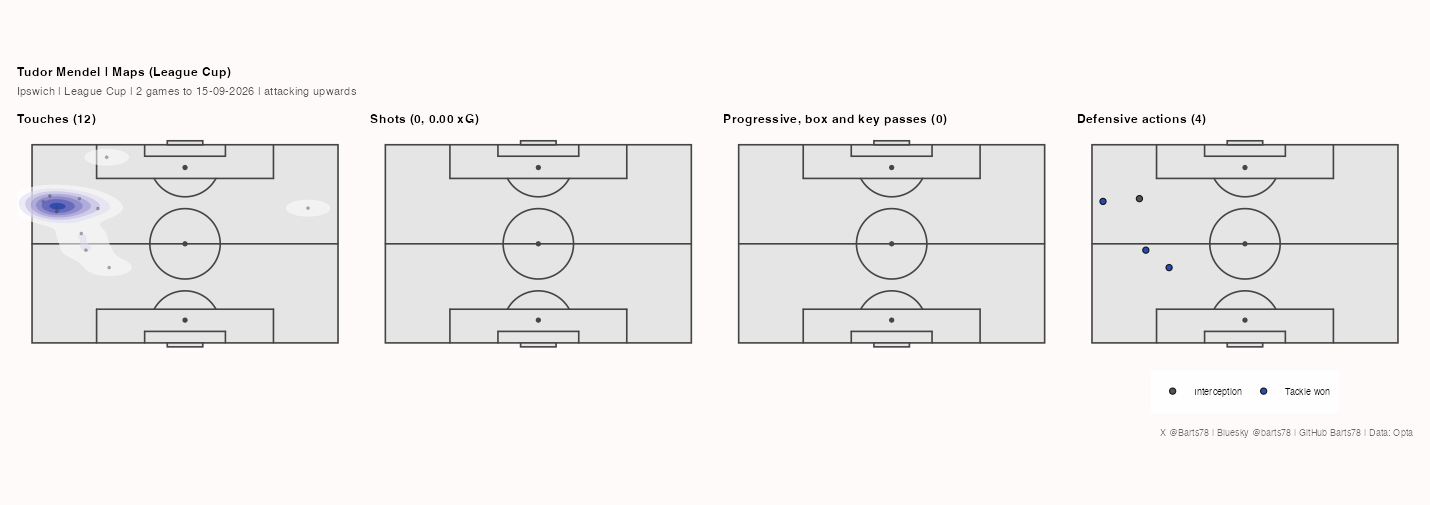 Tudor Mendel | Maps (League Cup)
Ipswich | League Cup | 2 games to 15-09-2026 | attacking upwards
Touches (12)
Shots (0, 0.00 xG)
Progressive, box and key passes (0)
Defensive actions (4)
Interception
Tackle won
X @Barts78 | Bluesky @barts78 | GitHub Barts78 | Data: Opta